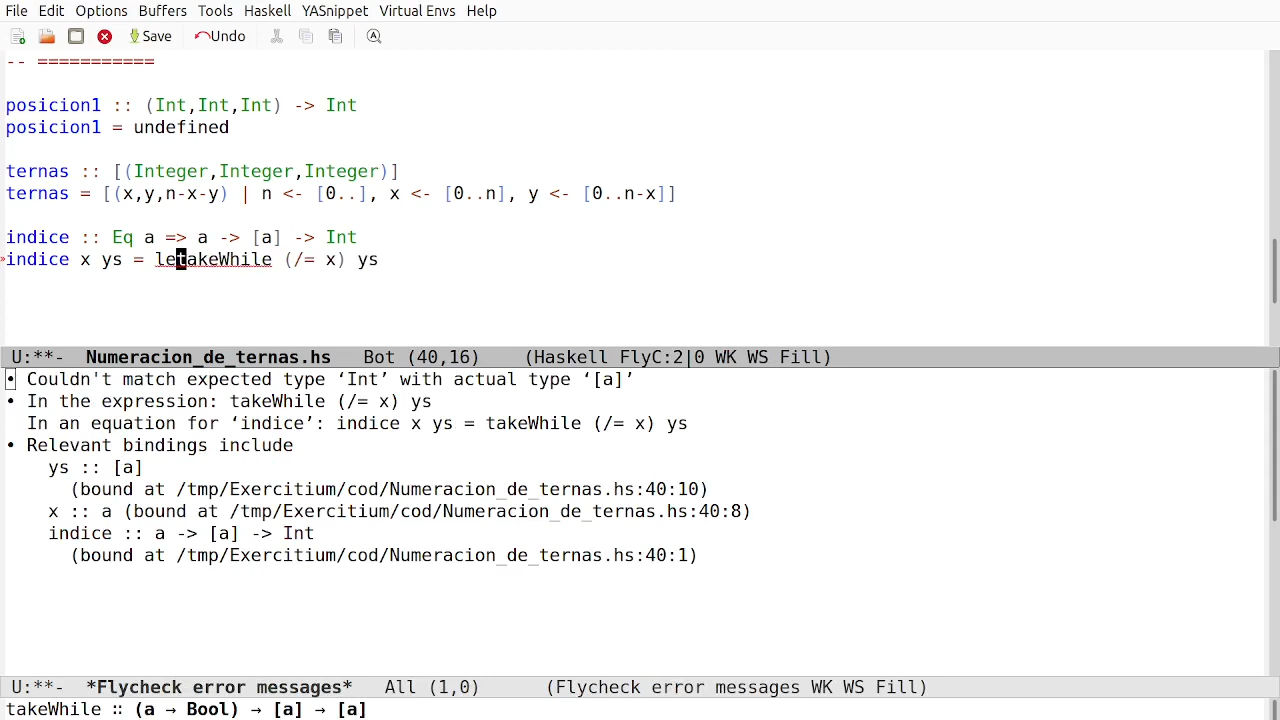 File Edit Options Buffers Tools Haskell YASnippet Virtual Envs Help
Save Undo
-- ===========
posicion1 :: (Int,Int,Int) -> Int
posicion1 = undefined
ternas :: [(Integer,Integer,Integer)]
ternas = [(x,y,n-x-y) | n <- [0..], x <- [0..n], y <- [0..n-x]]
indice :: Eq a => a -> [a] -> Int
indice x ys = letakeWhile (/= x) ys
U:**-  Numeracion_de_ternas.hs   Bot (40,16)    (Haskell FlyC:2|0 WK WS Fill)
• Couldn't match expected type ‘Int’ with actual type ‘[a]’
• In the expression: takeWhile (/= x) ys
In an equation for ‘indice’: indice x ys = takeWhile (/= x) ys
• Relevant bindings include
ys :: [a]
(bound at /tmp/Exercitium/cod/Numeracion_de_ternas.hs:40:10)
x :: a (bound at /tmp/Exercitium/cod/Numeracion_de_ternas.hs:40:8)
indice :: a -> [a] -> Int
(bound at /tmp/Exercitium/cod/Numeracion_de_ternas.hs:40:1)
U:**-  *Flycheck error messages*   All (1,0)      (Flycheck error messages WK WS Fill)
takeWhile ∷ (a → Bool) → [a] → [a]